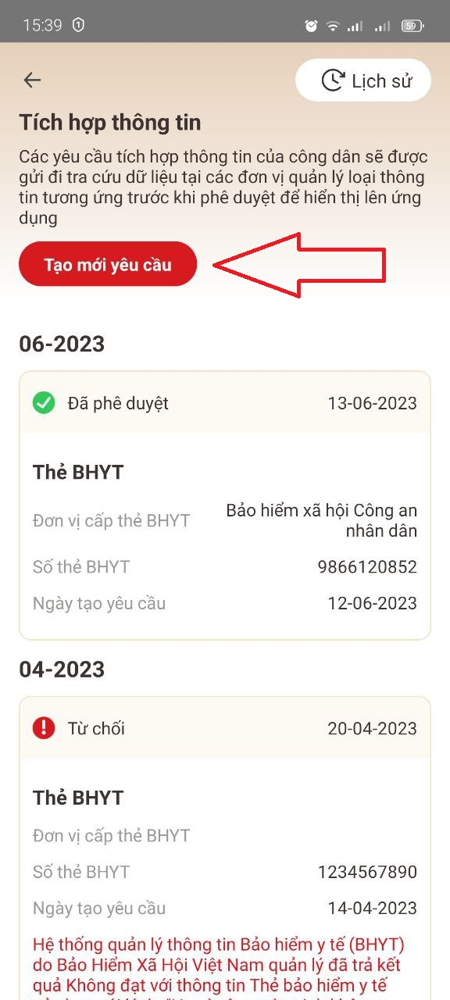 15:39
59
Lịch sử
Tích hợp thông tin
Các yêu cầu tích hợp thông tin của công dân sẽ được
gửi đi tra cứu dữ liệu tại các đơn vị quản lý loại thông
tin tương ứng trước khi phê duyệt để hiển thị lên ứng
dụng
Tạo mới yêu cầu
06-2023
Đã phê duyệt 13-06-2023
Thẻ BHYT
Đơn vị cấp thẻ BHYT Bảo hiểm xã hội Công an
nhân dân
Số thẻ BHYT 9866120852
Ngày tạo yêu cầu 12-06-2023
04-2023
Từ chối 20-04-2023
Thẻ BHYT
Đơn vị cấp thẻ BHYT
Số thẻ BHYT 1234567890
Ngày tạo yêu cầu 14-04-2023
Hệ thống quản lý thông tin Bảo hiểm y tế (BHYT)
do Bảo Hiểm Xã Hội Việt Nam quản lý đã trả kết
quả Không đạt với thông tin Thẻ bảo hiểm y tế